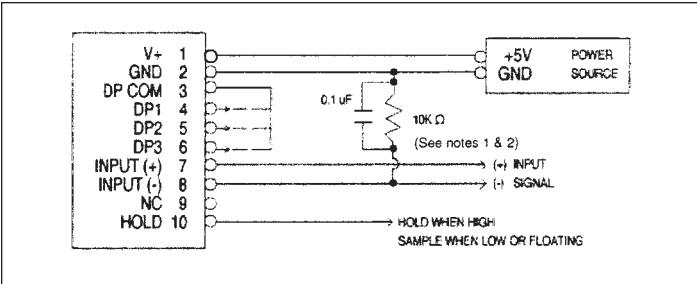 V+ 1
GND 2
DP COM 3
DP1 4
DP2 5
DP3 6
INPUT (+) 7
INPUT (-) 8
NC 9
HOLD 10
+5V
GND
POWER
SOURCE
0.1 uF
10K Ω
(See notes 1 & 2)
(+) INPUT
(-) SIGNAL
HOLD WHEN HIGH
SAMPLE WHEN LOW OR FLOATING